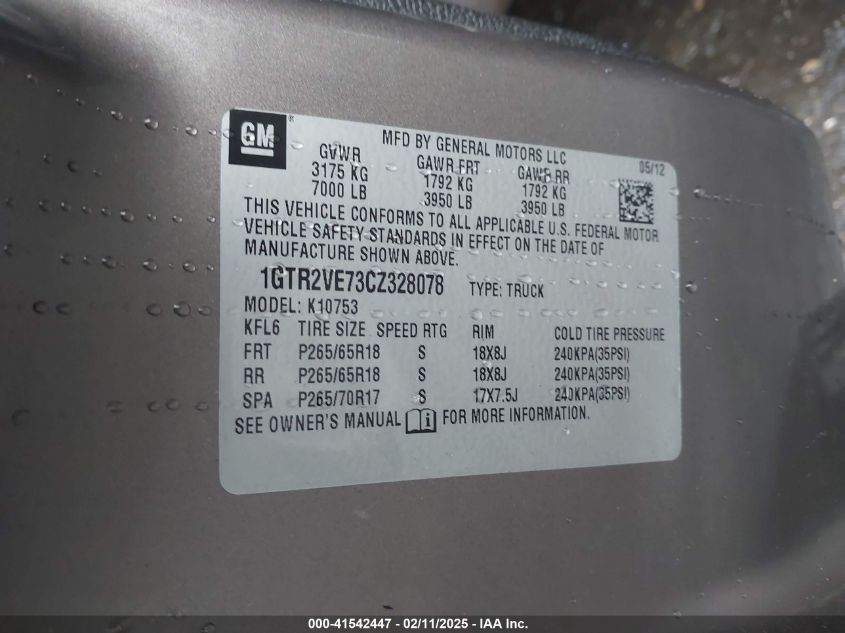 GM®
MFD BY GENERAL MOTORS LLC 05/12
GVWR GAWR FRT GAWR RR
3175 KG 1792 KG 1792 KG
7000 LB 3950 LB 3950 LB
THIS VEHICLE CONFORMS TO ALL APPLICABLE U.S. FEDERAL MOTOR
VEHICLE SAFETY STANDARDS IN EFFECT ON THE DATE OF
MANUFACTURE SHOWN ABOVE.
1GTR2VE73CZ328078 TYPE: TRUCK
MODEL: K10753
KFL6 TIRE SIZE SPEED RTG RIM COLD TIRE PRESSURE
FRT P265/65R18 S 18X8J 240KPA(35PSI)
RR P265/65R18 S 18X8J 240KPA(35PSI)
SPA P265/70R17 S 17X7.5J 240KPA(35PSI)
SEE OWNER'S MANUAL i FOR MORE INFORMATION.
000-41542447 - 02/11/2025 - IAA Inc.